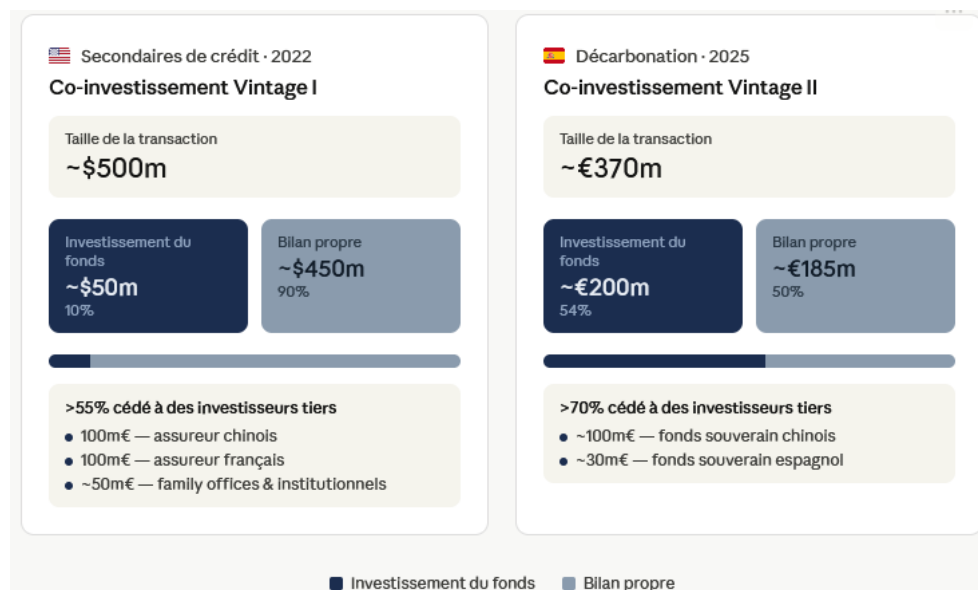 Secondaires de crédit · 2022
Co-investissement Vintage I
Taille de la transaction
~$500m
Investissement du
fonds
~$50m
10%
Bilan propre
~$450m
90%
>55% cédé à des investisseurs tiers
100m€ — assureur chinois
100m€ — assureur français
~50m€ — family offices & institutionnels
Décarbonation · 2025
Co-investissement Vintage II
Taille de la transaction
~€370m
Investissement du
fonds
~€200m
54%
Bilan propre
~€185m
50%
>70% cédé à des investisseurs tiers
~100m€ — fonds souverain chinois
~30m€ — fonds souverain espagnol
Investissement du fonds
Bilan propre